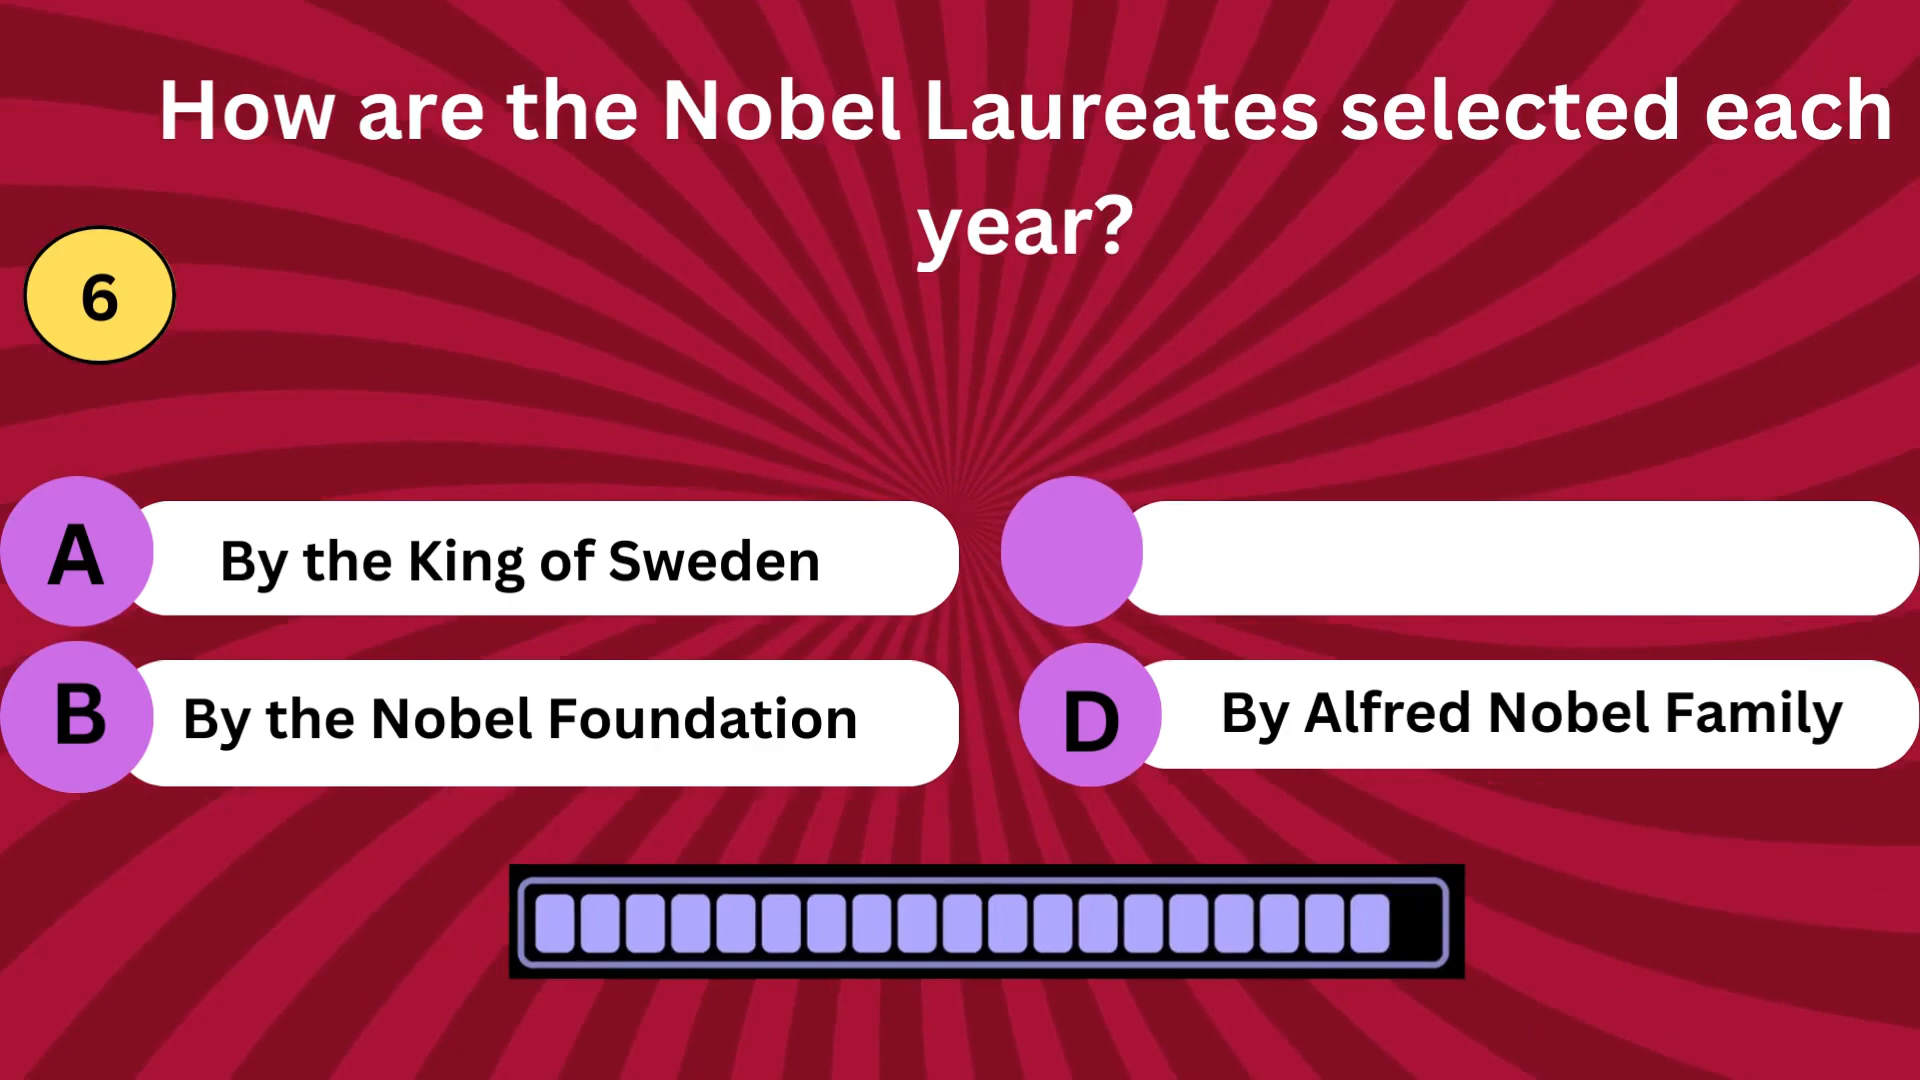 How are the Nobel Laureates selected each
year?
6
A
By the King of Sweden
B
By the Nobel Foundation
D
By Alfred Nobel Family